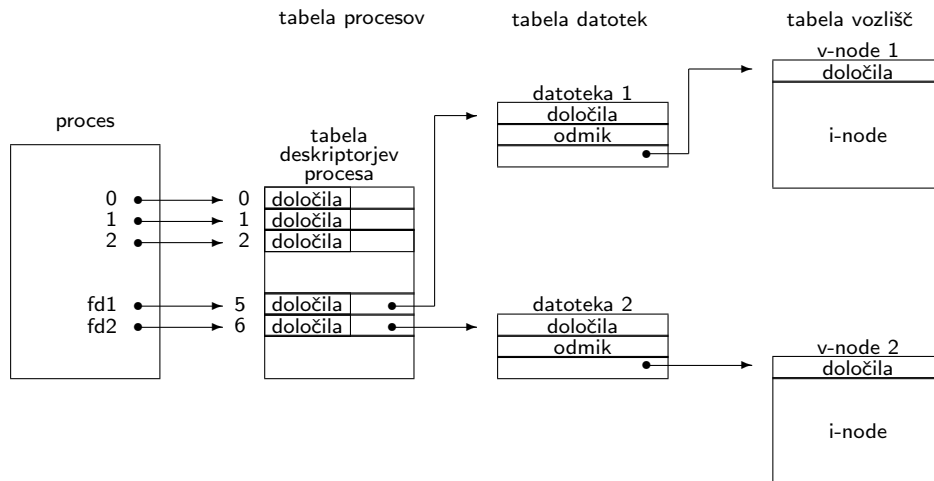 tabela procesov
tabela datotek
tabela vozlišč
proces
0
1
2
fd1
fd2
tabela
deskriptorjev
procesa
0 določila
1 določila
2 določila
5 določila
6 določila
datoteka 1
določila
odmik
datoteka 2
določila
odmik
v-node 1
določila
i-node
v-node 2
določila
i-node